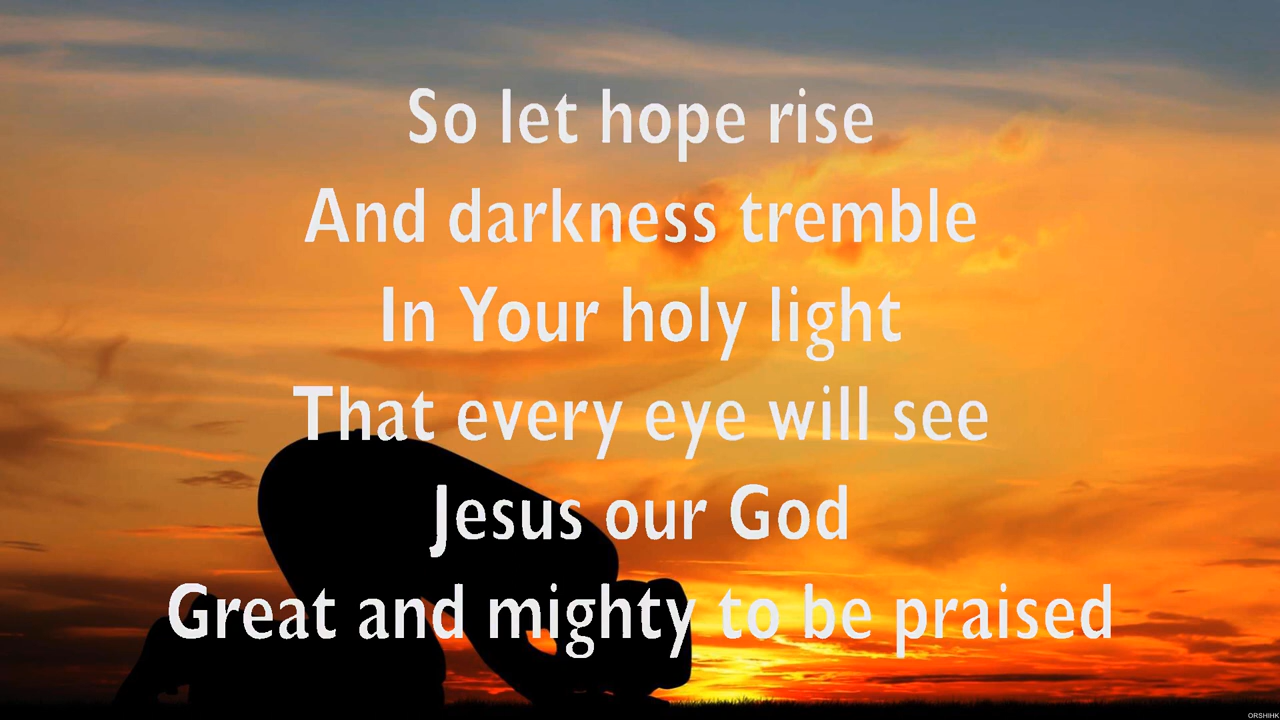 So let hope rise
And darkness tremble
In Your holy light
That every eye will see
Jesus our God
Great and mighty to be praised
ORSHIHK